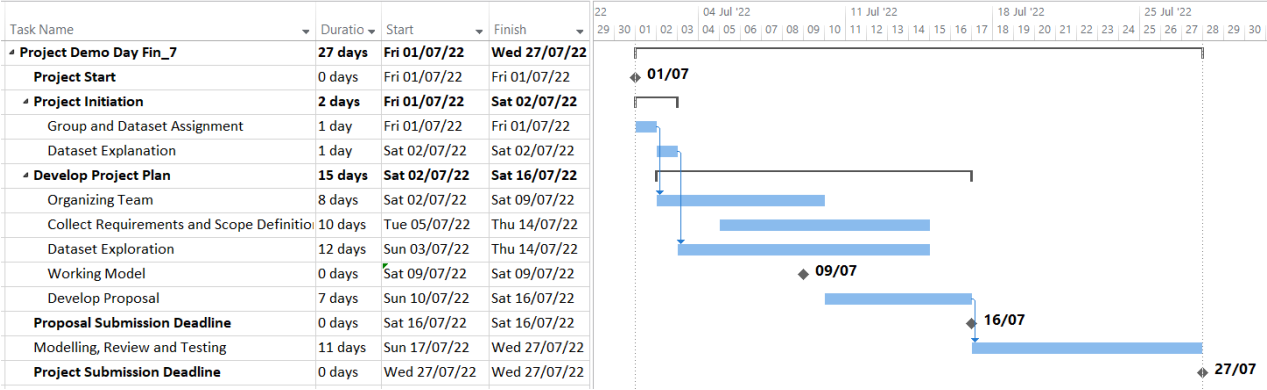 22 04 Jul '22 11 Jul '22 18 Jul '22 25 Jul '22
Task Name Duratio Start Finish 29 30 01 02 03 04 05 06 07 08 09 10 11 12 13 14 15 16 17 18 19 20 21 22 23 24 25 26 27 28 29 30
Project Demo Day Fin_7 27 days Fri 01/07/22 Wed 27/07/22
Project Start 0 days Fri 01/07/22 Fri 01/07/22 01/07
Project Initiation 2 days Fri 01/07/22 Sat 02/07/22
Group and Dataset Assignment 1 day Fri 01/07/22 Fri 01/07/22
Dataset Explanation 1 day Sat 02/07/22 Sat 02/07/22
Develop Project Plan 15 days Sat 02/07/22 Sat 16/07/22
Organizing Team 8 days Sat 02/07/22 Sat 09/07/22
Collect Requirements and Scope Definitio 10 days Tue 05/07/22 Thu 14/07/22
Dataset Exploration 12 days Sun 03/07/22 Thu 14/07/22
Working Model 0 days Sat 09/07/22 Sat 09/07/22 09/07
Develop Proposal 7 days Sun 10/07/22 Sat 16/07/22
Proposal Submission Deadline 0 days Sat 16/07/22 Sat 16/07/22 16/07
Modelling, Review and Testing 11 days Sun 17/07/22 Wed 27/07/22
Project Submission Deadline 0 days Wed 27/07/22 Wed 27/07/22 27/07